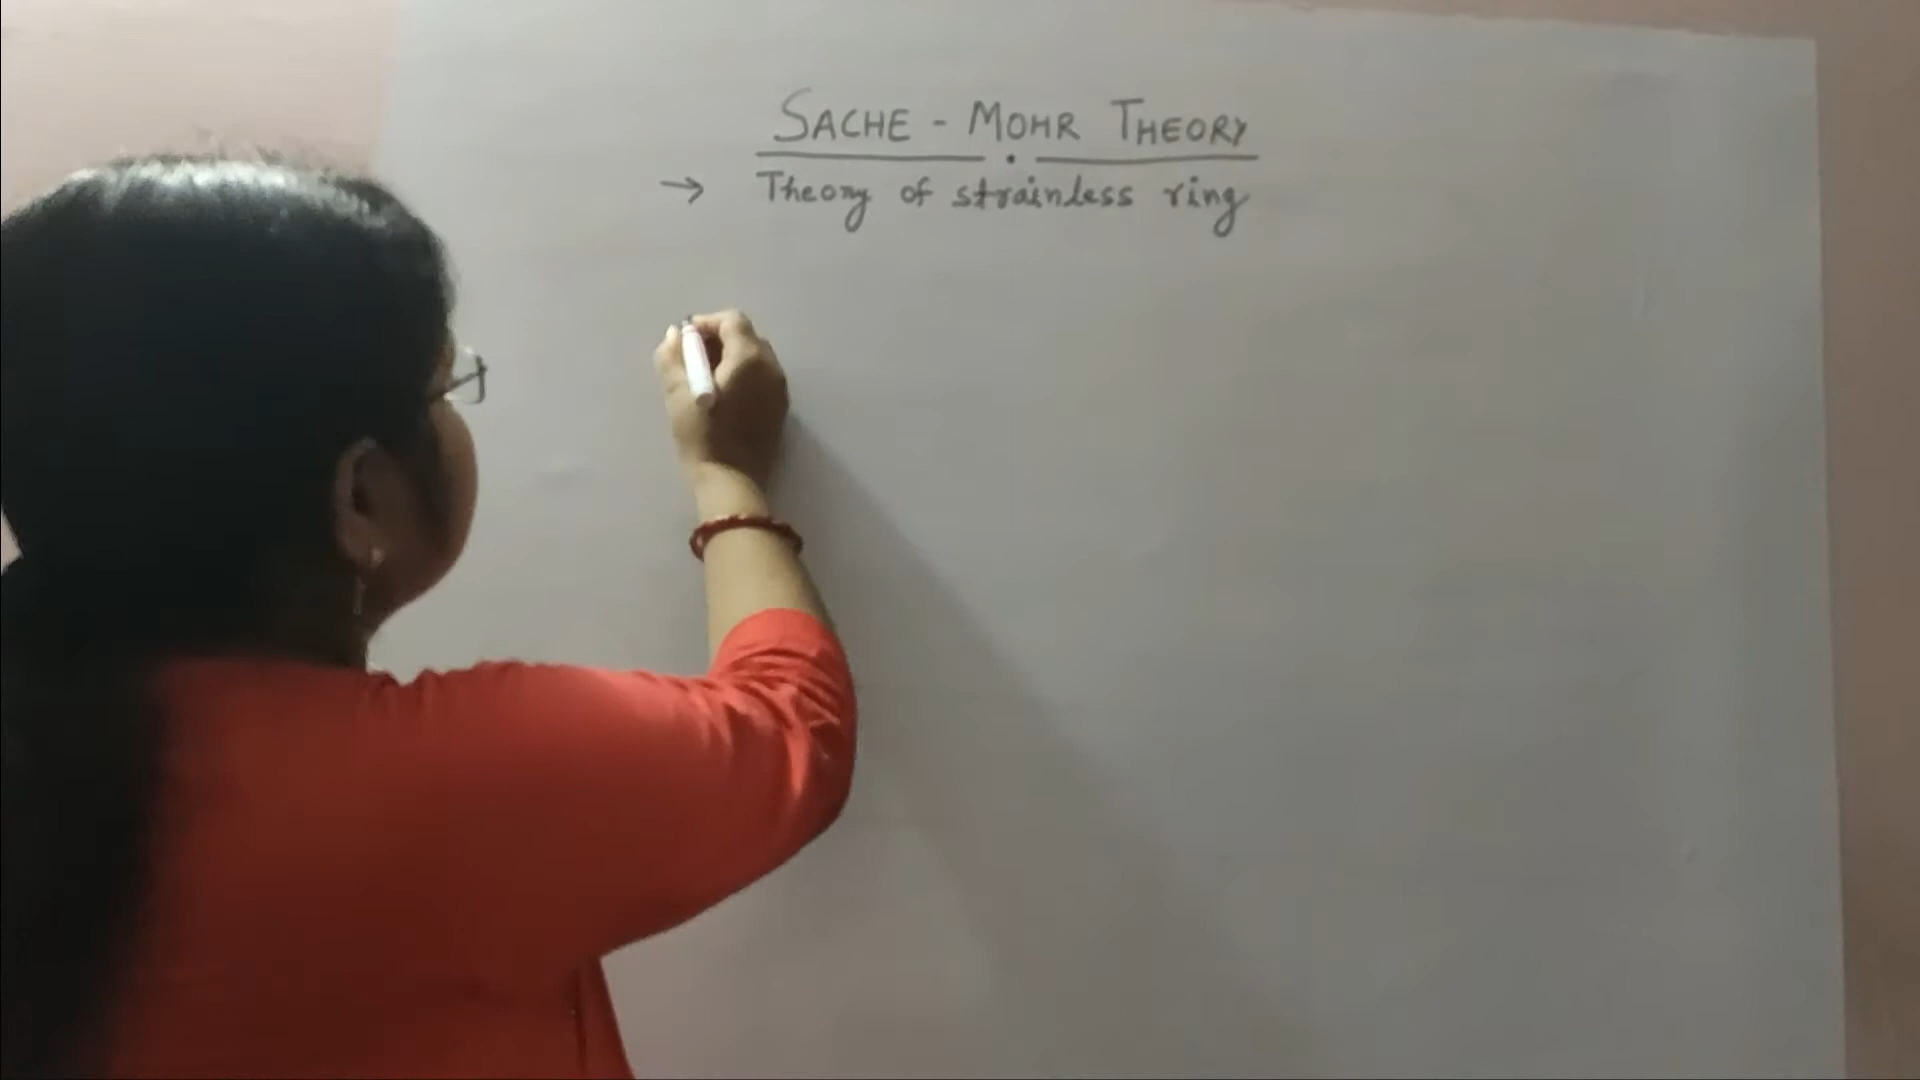 SACHE - MOHR THEORY
→ Theory of strainless ring